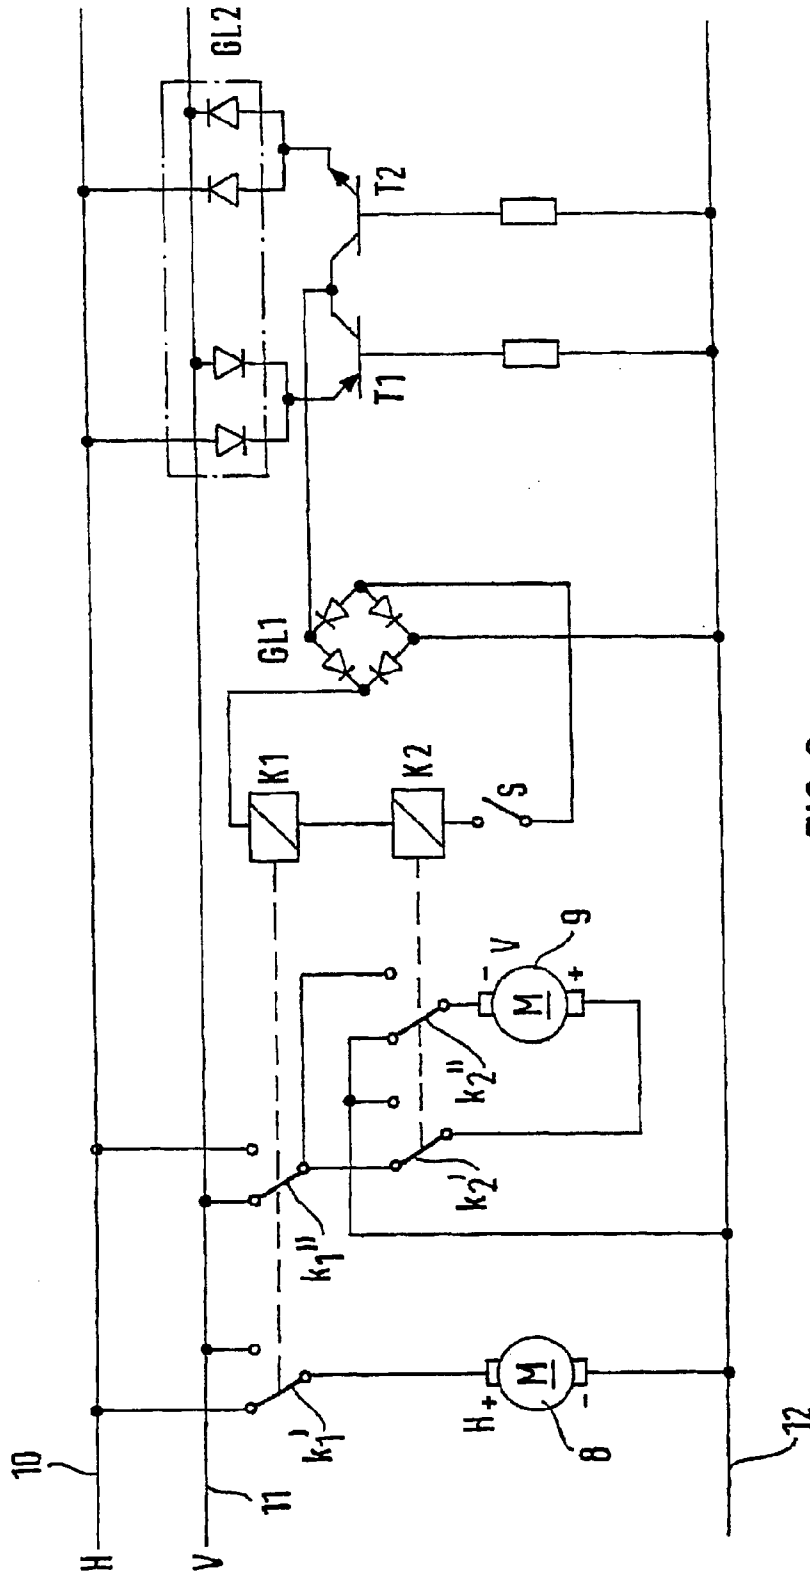 10
H
GL2
V
11
GL1
K1
k₁'
k₁''
T1
T2
K2
k₂'
k₂''
S
H
+
M
-
8
-
V
M
+
9
12